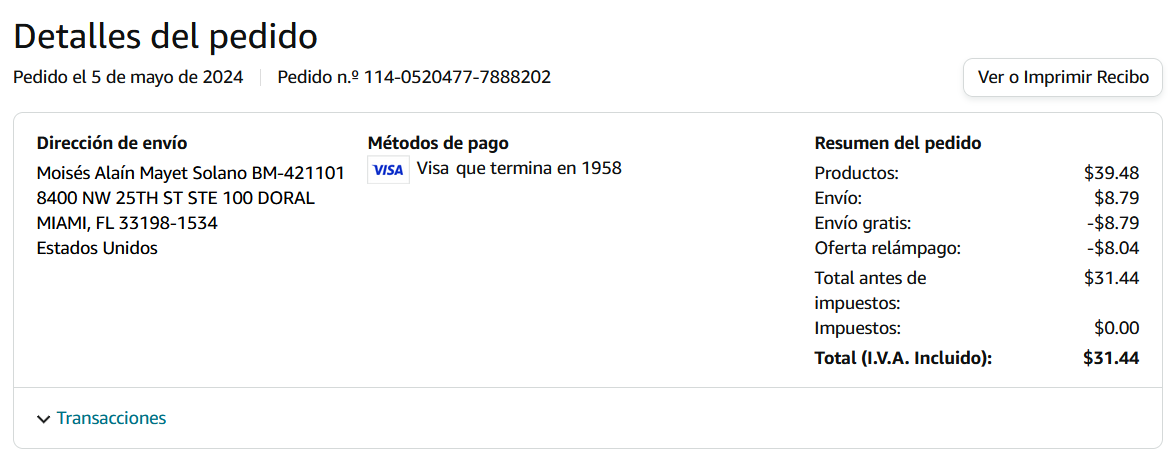 Detalles del pedido
Pedido el 5 de mayo de 2024
Pedido n.º 114-0520477-7888202
Ver o Imprimir Recibo
Dirección de envío
Moisés Alaín Mayet Solano BM-421101
8400 NW 25TH ST STE 100 DORAL
MIAMI, FL 33198-1534
Estados Unidos
Métodos de pago
VISA Visa que termina en 1958
Resumen del pedido
Productos: $39.48
Envío: $8.79
Envío gratis: -$8.79
Oferta relámpago: -$8.04
Total antes de impuestos: $31.44
Impuestos: $0.00
Total (I.V.A. Incluido): $31.44
Transacciones